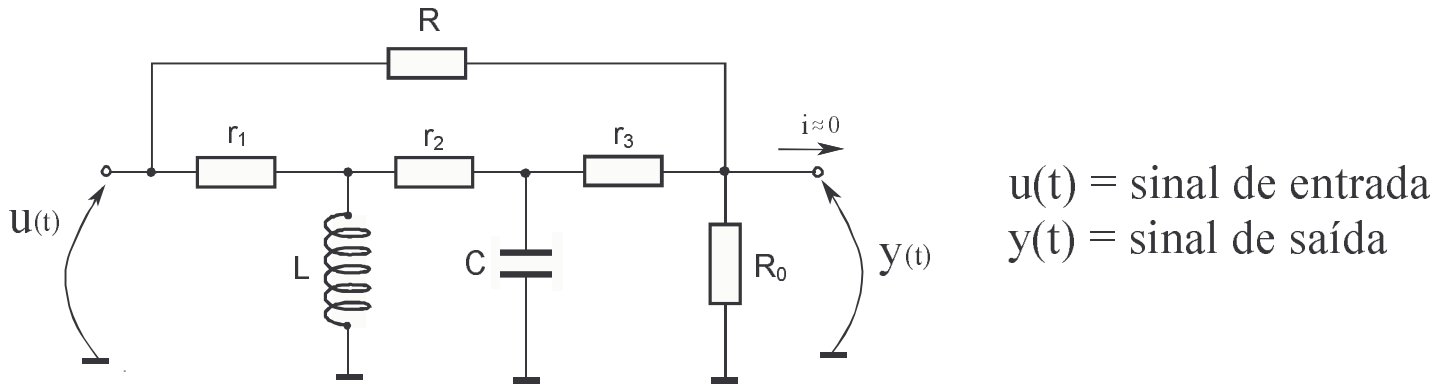 R
r₁
r₂
r₃
i≈0
u(t)
L
C
R₀
y(t)
u(t) = sinal de entrada
y(t) = sinal de saída